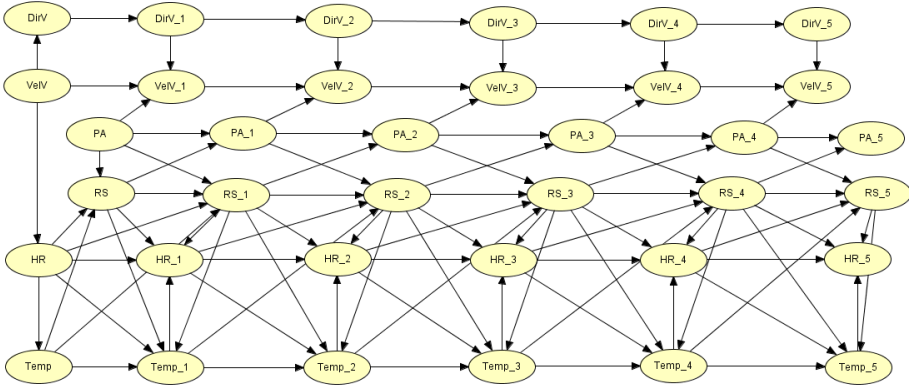 DirV
DirV_1
DirV_2
DirV_3
DirV_4
DirV_5
VelV
VelV_1
VelV_2
VelV_3
VelV_4
VelV_5
PA
PA_1
PA_2
PA_3
PA_4
PA_5
RS
RS_1
RS_2
RS_3
RS_4
RS_5
HR
HR_1
HR_2
HR_3
HR_4
HR_5
Temp
Temp_1
Temp_2
Temp_3
Temp_4
Temp_5